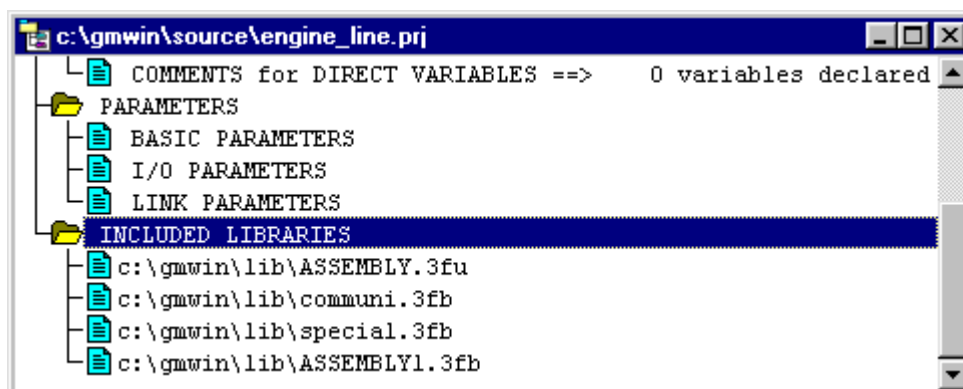 c:\gmwin\source\engine_line.prj
COMMENTS for DIRECT VARIABLES ==> 0 variables declared
PARAMETERS
BASIC PARAMETERS
I/O PARAMETERS
LINK PARAMETERS
INCLUDED LIBRARIES
c:\gmwin\lib\ASSEMBLY.3fu
c:\gmwin\lib\communi.3fb
c:\gmwin\lib\special.3fb
c:\gmwin\lib\ASSEMBLY1.3fb